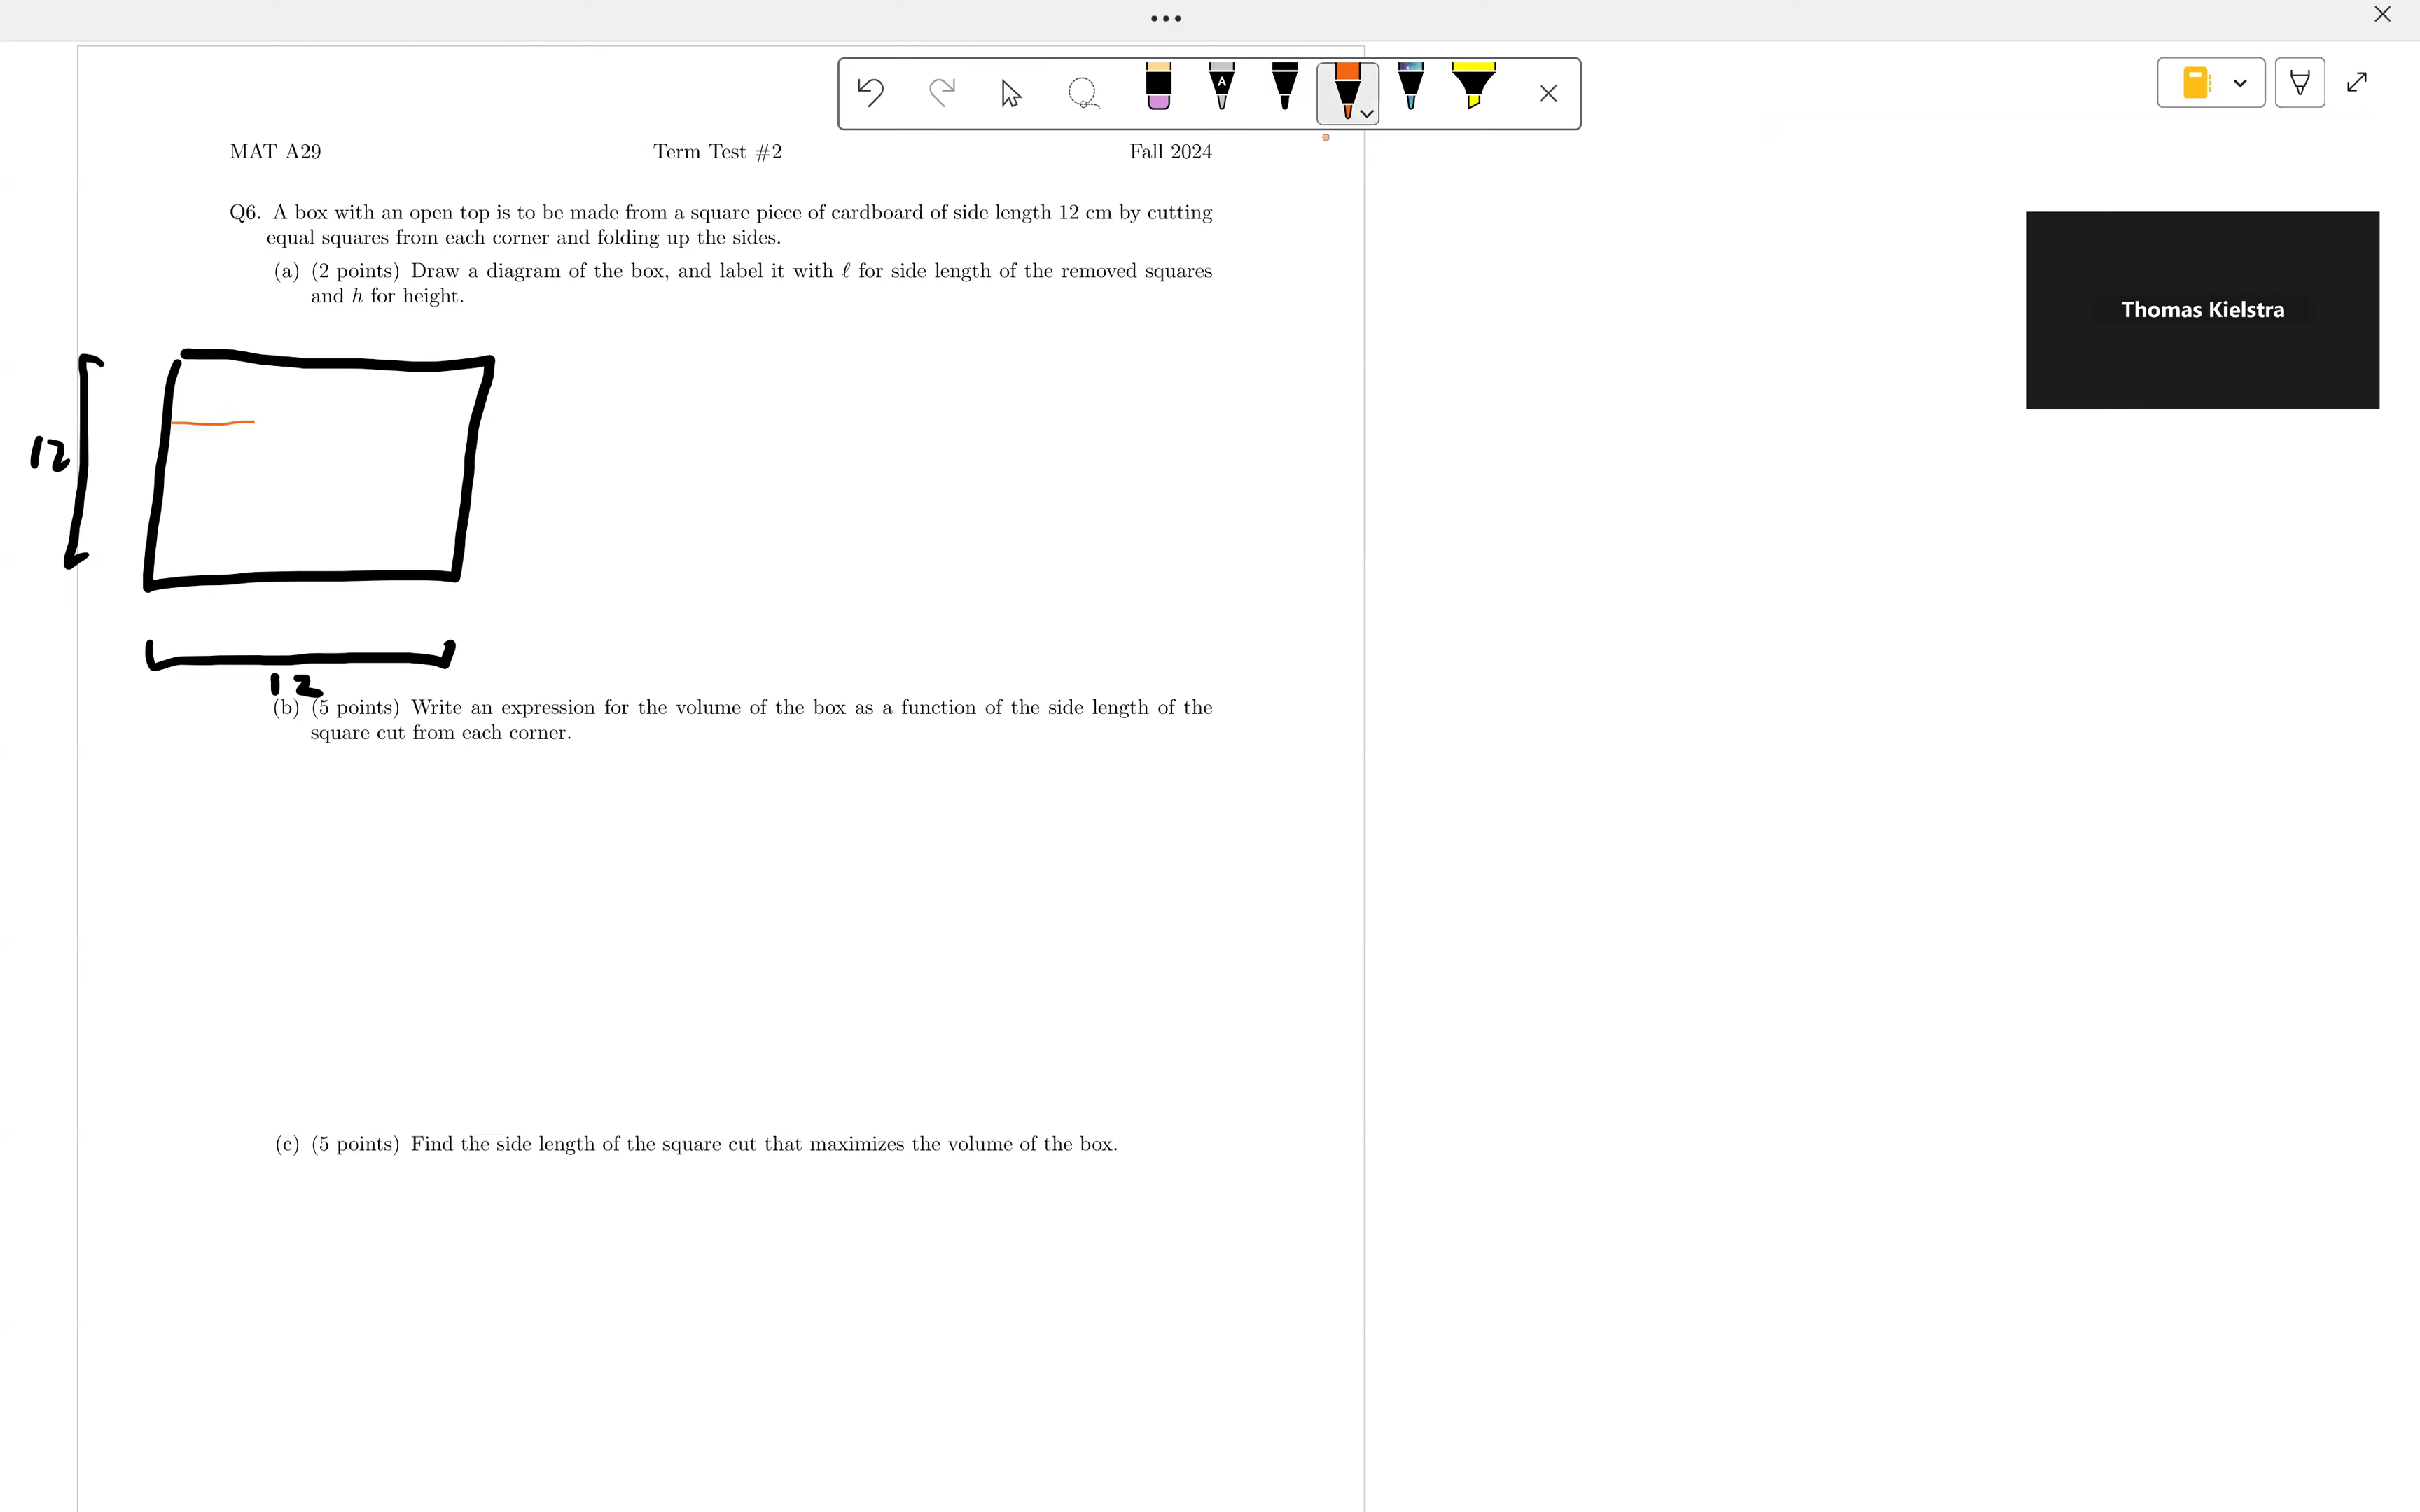 MAT A29 Term Test #2 Fall 2024
Q6. A box with an open top is to be made from a square piece of cardboard of side length 12 cm by cutting
equal squares from each corner and folding up the sides.
(a) (2 points) Draw a diagram of the box, and label it with ℓ for side length of the removed squares
and h for height.
Thomas Kielstra
12
12
(b) (5 points) Write an expression for the volume of the box as a function of the side length of the
square cut from each corner.
(c) (5 points) Find the side length of the square cut that maximizes the volume of the box.